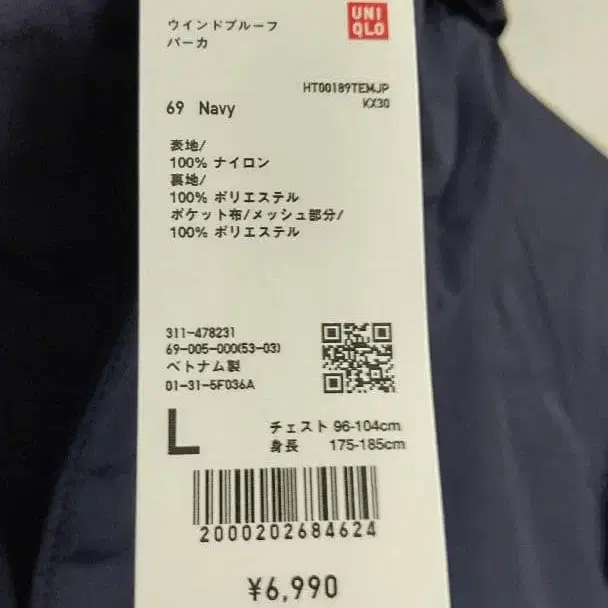 ウインドプルーフ
パーカ
UNI
QLO
HT00189TEMJP
KX30
69 Navy
表地/
100% ナイロン
裏地/
100% ポリエステル
ポケット布/メッシュ部分/
100% ポリエステル
311-478231
69-005-000(53-03)
ベトナム製
01-31-5F036A
L
チェスト 96-104cm
身長 175-185cm
2000202684624
¥6,990